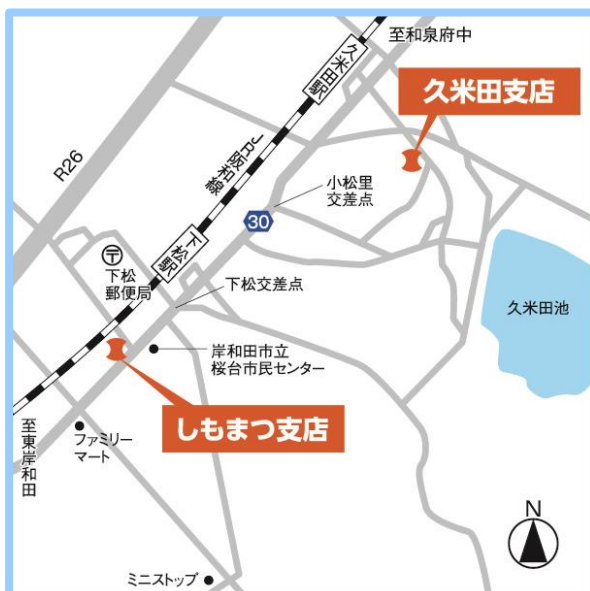 至和泉府中
久米田駅
久米田支店
JR阪和線
R26
小松里
交差点
30
下松駅
〒
下松
郵便局
下松交差点
久米田池
岸和田市立
桜台市民センター
しもまつ支店
至東岸和田
ファミリー
マート
N
ミニストップ